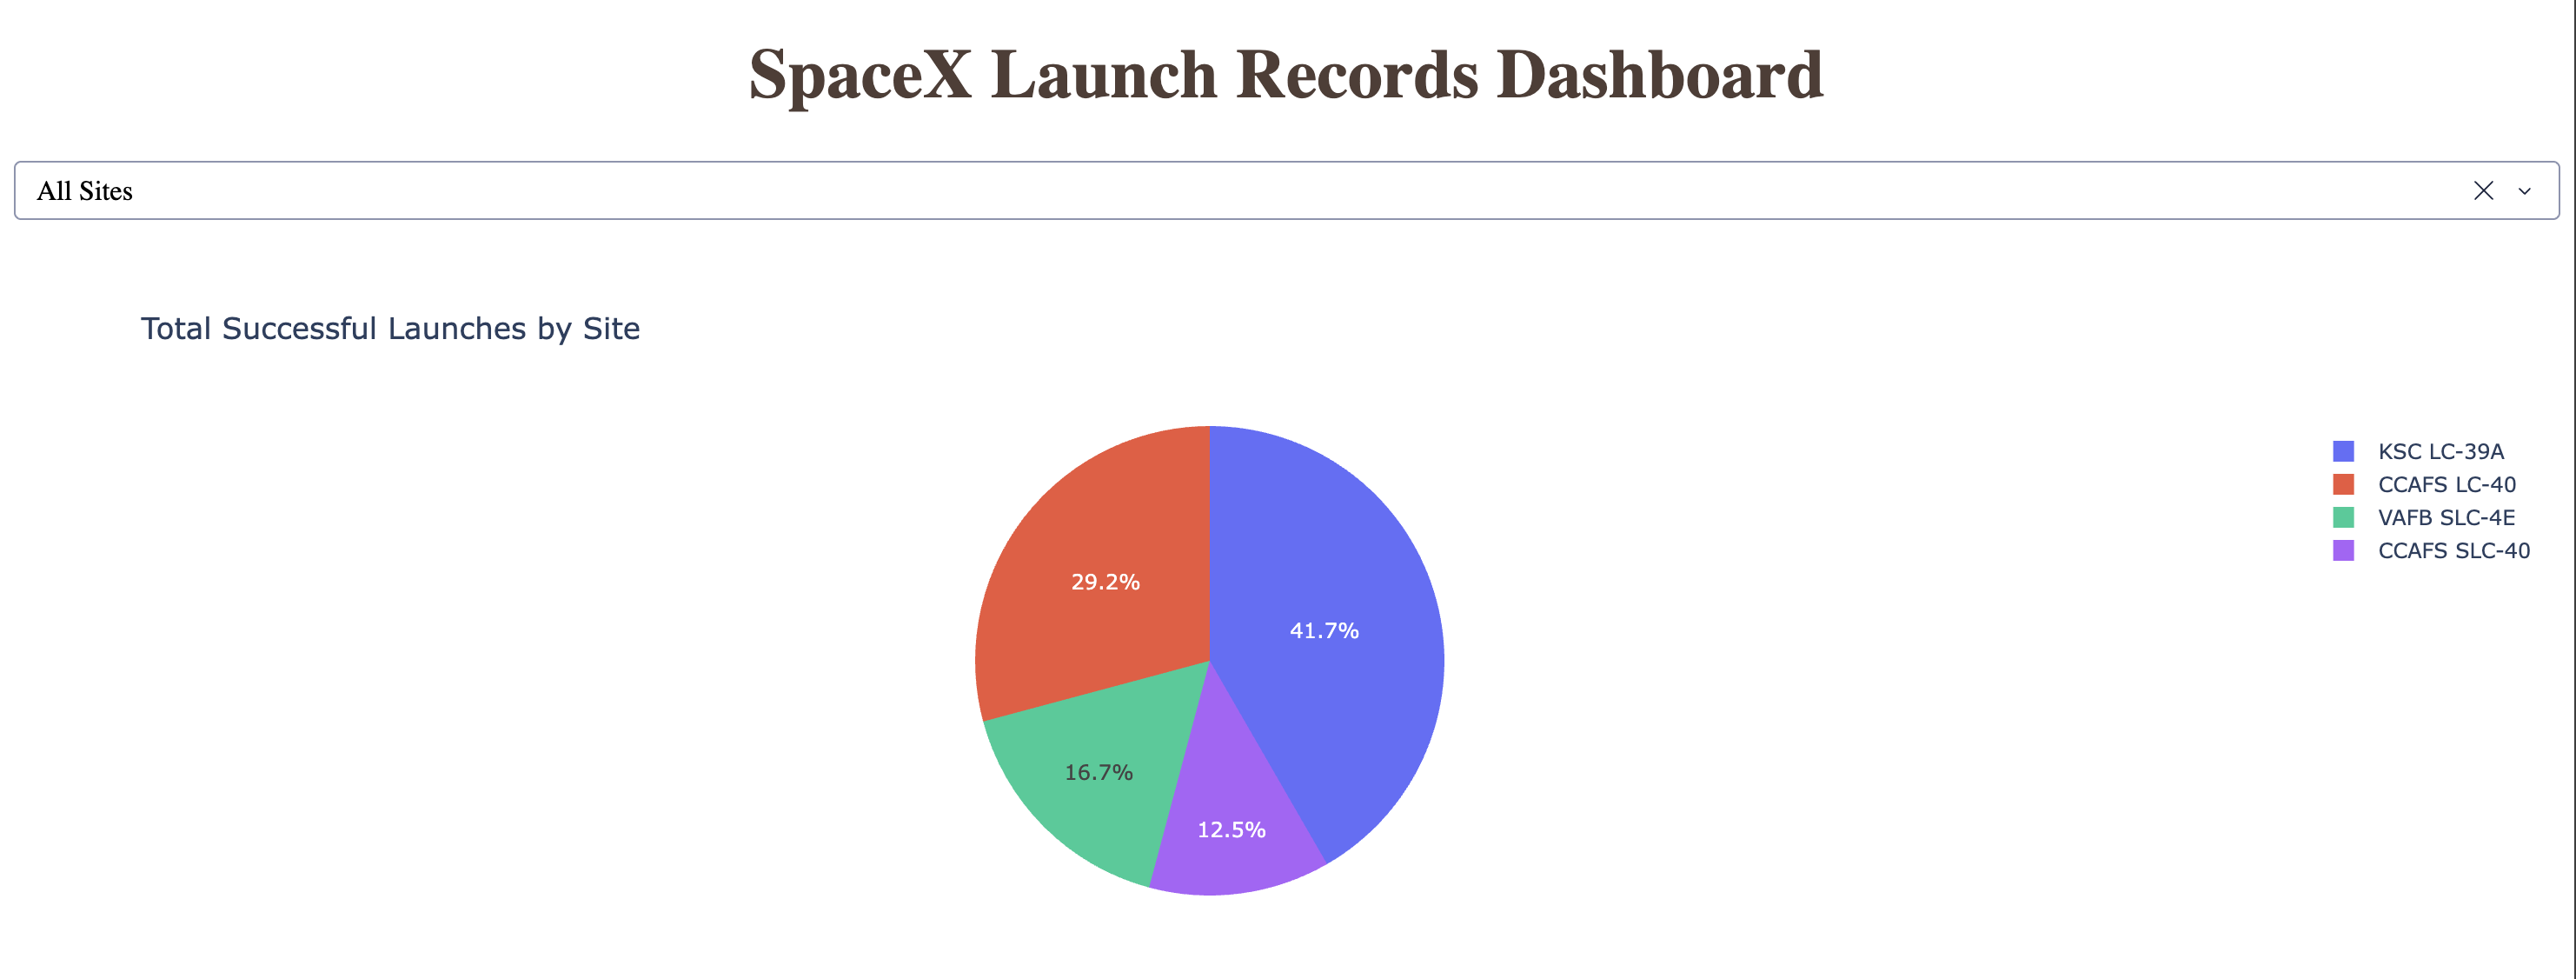 SpaceX Launch Records Dashboard
All Sites
Total Successful Launches by Site
KSC LC-39A
CCAFS LC-40
VAFB SLC-4E
CCAFS SLC-40
29.2%
41.7%
16.7%
12.5%